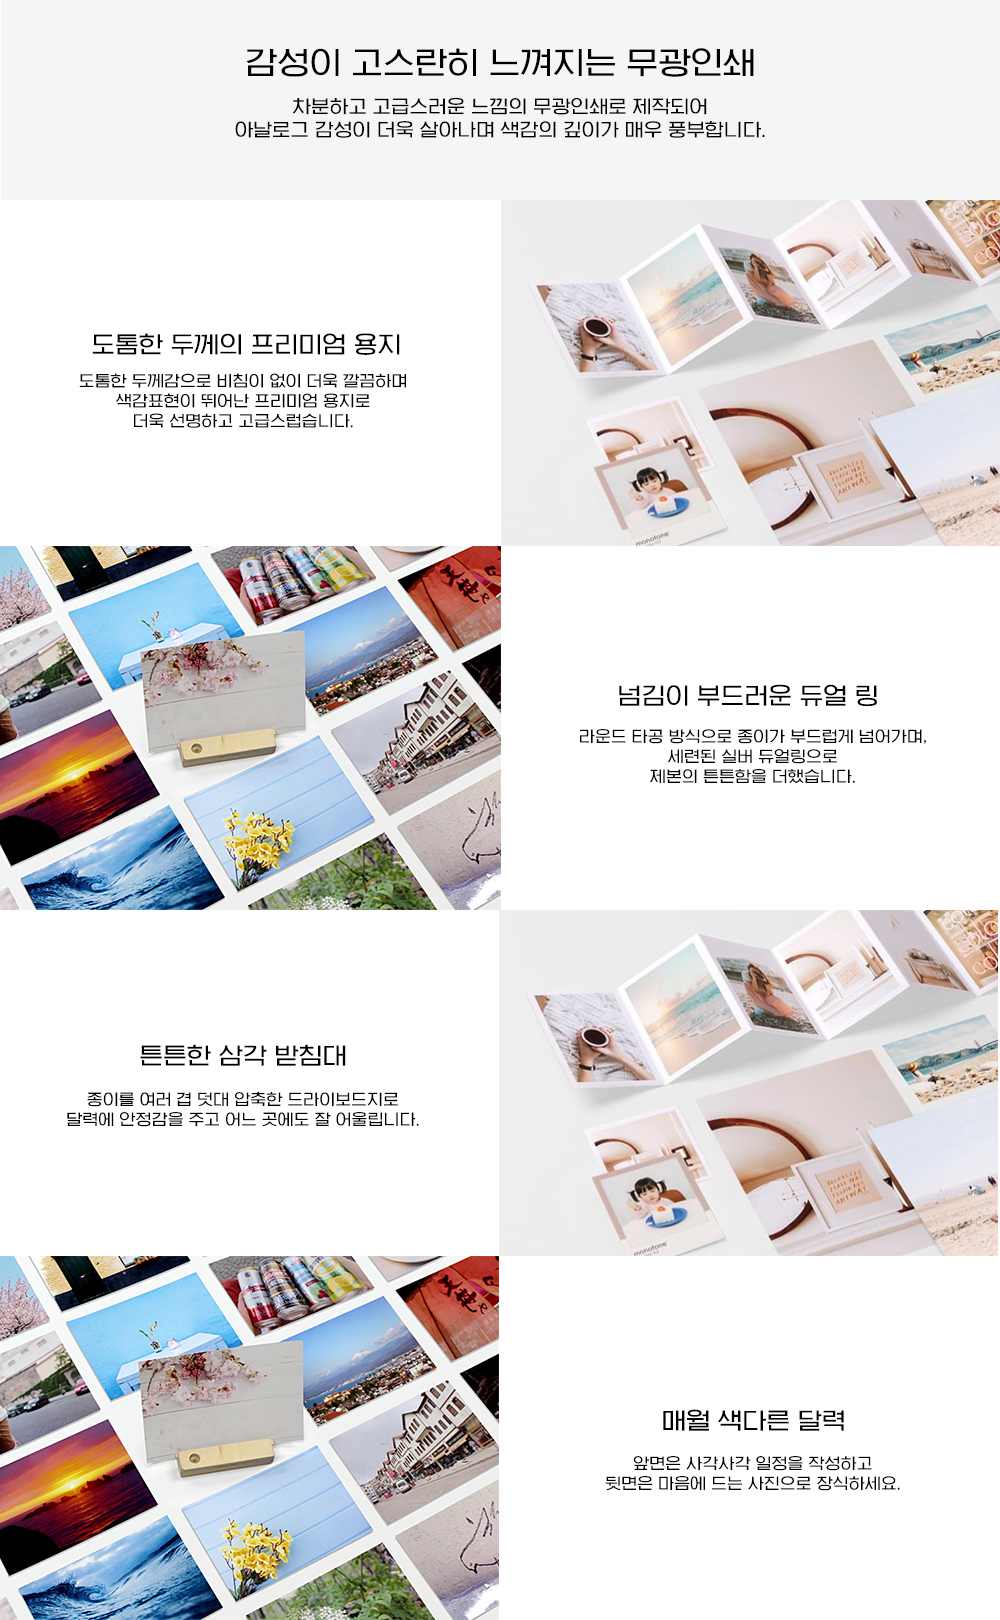 감성이 고스란히 느껴지는 무광인쇄
차분하고 고급스러운 느낌의 무광인쇄로 제작되어
아날로그 감성이 더욱 살아나며 색감의 깊이가 매우 풍부합니다.
도톰한 두께의 프리미엄 용지
도톰한 두께감으로 비침이 없이 더욱 깔끔하며
색감표현이 뛰어난 프리미엄 용지로
더욱 선명하고 고급스럽습니다.
monotone
넘김이 부드러운 듀얼 링
라운드 타공 방식으로 종이가 부드럽게 넘어가며,
세련된 실버 듀얼링으로
제본의 튼튼함을 더했습니다.
튼튼한 삼각 받침대
종이를 여러 겹 덧대 압축한 드라이보드지로
달력에 안정감을 주고 어느 곳에도 잘 어울립니다.
monotone
매월 색다른 달력
앞면은 사각사각 일정을 작성하고
뒷면은 마음에 드는 사진으로 장식하세요.